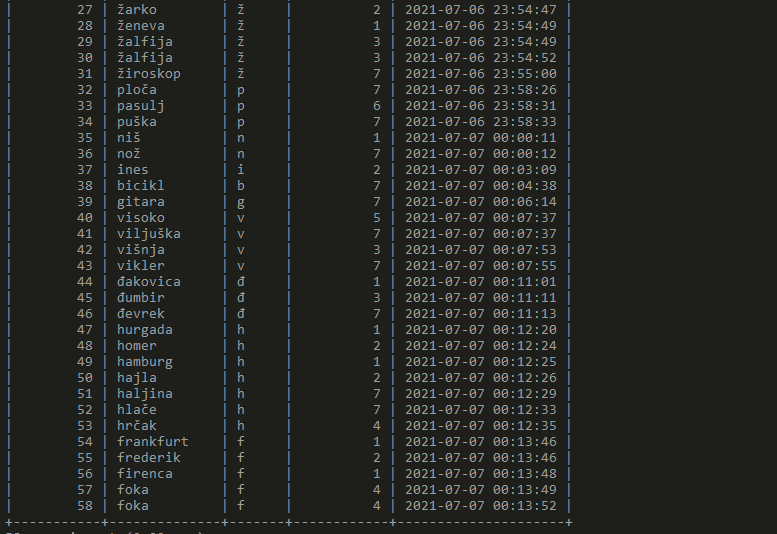 | 27 | žarko | ž | 2 | 2021-07-06 23:54:47 |
| 28 | ženeva | ž | 1 | 2021-07-06 23:54:49 |
| 29 | žalfija | ž | 3 | 2021-07-06 23:54:49 |
| 30 | žalfija | ž | 3 | 2021-07-06 23:54:52 |
| 31 | žiroskop | ž | 7 | 2021-07-06 23:55:00 |
| 32 | ploča | p | 7 | 2021-07-06 23:58:26 |
| 33 | pasulj | p | 6 | 2021-07-06 23:58:31 |
| 34 | puška | p | 7 | 2021-07-06 23:58:33 |
| 35 | niš | n | 1 | 2021-07-07 00:00:11 |
| 36 | nož | n | 7 | 2021-07-07 00:00:12 |
| 37 | ines | i | 2 | 2021-07-07 00:03:09 |
| 38 | bicikl | b | 7 | 2021-07-07 00:04:38 |
| 39 | gitara | g | 7 | 2021-07-07 00:06:14 |
| 40 | visoko | v | 5 | 2021-07-07 00:07:37 |
| 41 | viljuška | v | 7 | 2021-07-07 00:07:37 |
| 42 | višnja | v | 3 | 2021-07-07 00:07:53 |
| 43 | vikler | v | 7 | 2021-07-07 00:07:55 |
| 44 | đakovica | đ | 1 | 2021-07-07 00:11:01 |
| 45 | đumbir | đ | 3 | 2021-07-07 00:11:11 |
| 46 | đevrek | đ | 7 | 2021-07-07 00:11:13 |
| 47 | hurgada | h | 1 | 2021-07-07 00:12:20 |
| 48 | homer | h | 2 | 2021-07-07 00:12:24 |
| 49 | hamburg | h | 1 | 2021-07-07 00:12:25 |
| 50 | hajla | h | 2 | 2021-07-07 00:12:26 |
| 51 | haljina | h | 7 | 2021-07-07 00:12:29 |
| 52 | hlače | h | 7 | 2021-07-07 00:12:33 |
| 53 | hrčak | h | 4 | 2021-07-07 00:12:35 |
| 54 | frankfurt | f | 1 | 2021-07-07 00:13:46 |
| 55 | frederik | f | 2 | 2021-07-07 00:13:46 |
| 56 | firenca | f | 1 | 2021-07-07 00:13:48 |
| 57 | foka | f | 4 | 2021-07-07 00:13:49 |
| 58 | foka | f | 4 | 2021-07-07 00:13:52 |
+-----------+--------------+-------+------------+---------------------+